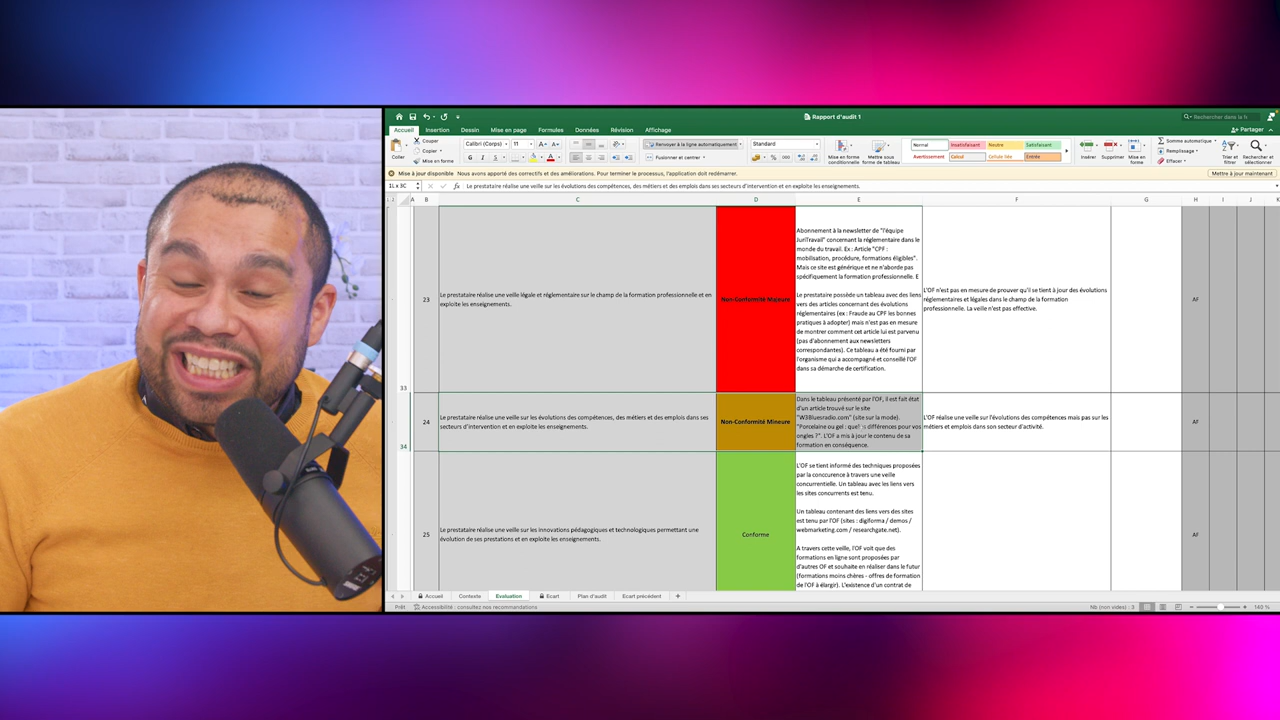 Rapport d'audit 1
Rechercher dans la f
Accueil
Insertion
Dessin
Mise en page
Formules
Données
Révision
Affichage
Partager
Coller
Couper
Copier
Mise en forme
Calibri (Corps)
11
Renvoyer à la ligne automatiquement
Fusionner et centrer
Standard
Mise en forme conditionnelle
Mettre sous forme de tableau
Normal
Insatisfaisant
Neutre
Satisfaisant
Avertissement
Calcul
Cellule liée
Entrée
Insérer
Supprimer
Mise en forme
Somme automatique
Remplissage
Effacer
Trier et filtrer
Rechercher et sélectionner
Mise à jour disponible
Nous avons apporté des correctifs et des améliorations. Pour terminer le processus, l'application doit redémarrer.
Mettre à jour maintenant
1L x 3C
fx
Le prestataire réalise une veille sur les évolutions des compétences, des métiers et des emplois dans ses secteurs d'intervention et en exploite les enseignements.
A B C D E F G H I J K
33
23
Le prestataire réalise une veille légale et réglementaire sur le champ de la formation professionnelle et en
exploite les enseignements.
Non-Conformité Majeure
Abonnement à la newsletter de "l'équipe
JuriTravail" concernant la réglementaire dans le
monde du travail. Ex : Article "CPF :
mobilisation, procédure, formations éligibles".
Mais ce site est générique et ne n'aborde pas
spécifiquement la formation professionnelle. E
Le prestataire possède un tableau avec des liens
vers des articles concernant des évolutions
réglementaires (ex : Fraude au CPF les bonnes
pratiques à adopter) mais n'est pas en mesure
de montrer comment cet article lui est parvenu
(pas d'abonnement aux newsletters
correspondantes). Ce tableau a été fourni par
l'organisme qui a accompagné et conseillé l'OF
dans sa démarche de certification.
L'OF n'est pas en mesure de prouver qu'il se tient à jour des évolutions
réglementaires et légales dans le champ de la formation
professionnelle. La veille n'est pas effective.
AF
34
24
Le prestataire réalise une veille sur les évolutions des compétences, des métiers et des emplois dans ses
secteurs d'intervention et en exploite les enseignements.
Non-Conformité Mineure
Dans le tableau présenté par l'OF, il est fait état
d'un article trouvé sur le site
"W3Bluesradio.com" (site sur la mode).
"Porcelaine ou gel : quelles différences pour vos
ongles ?". L'OF a mis à jour le contenu de sa
formation en conséquence.
L'OF réalise une veille sur l'évolutions des compétences mais pas sur les
métiers et emplois dans son secteur d'activité.
AF
25
Le prestataire réalise une veille sur les innovations pédagogiques et technologiques permettant une
évolution de ses prestations et en exploite les enseignements.
Conforme
L'OF se tient informé des techniques proposées
par la conccurence à travers une veille
concurrentielle. Un tableau avec les liens vers
les sites concurrents est tenu.
Un tableau contenant des liens vers des sites
est tenu par l'OF (sites : digiforma / demos /
webmarketing.com / researchgate.net).
A travers cette veille, l'OF voit que des
formations en ligne sont proposées par
d'autres OF et souhaite en réaliser dans le futur
(formations moins chères - offres de formation
de l'OF à élargir). L'existence d'un contrat de
AF
Accueil
Contexte
Évaluation
Ecart
Plan d'audit
Ecart précédent
+
Prêt
Accessibilité : consultez nos recommandations
Nb (non vides) : 3
140 %